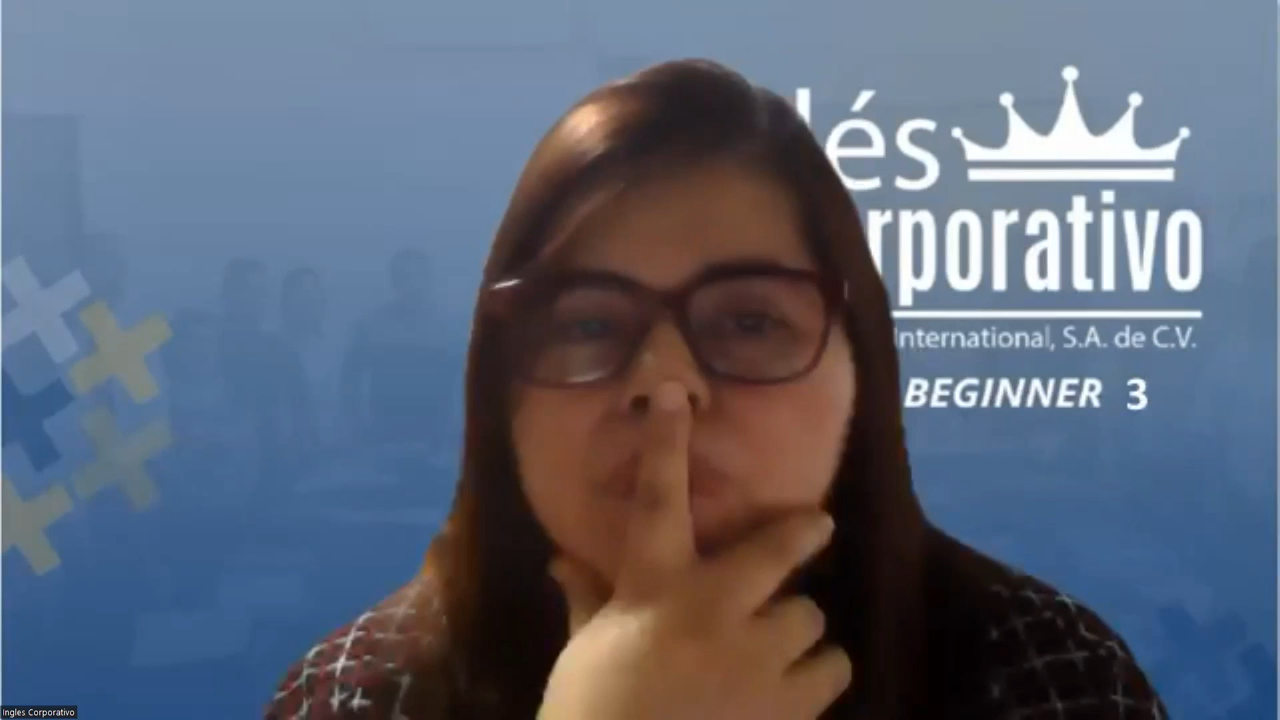 lés
rporativo
International, S.A. de C.V.
BEGINNER 3
Ingles Corporativo